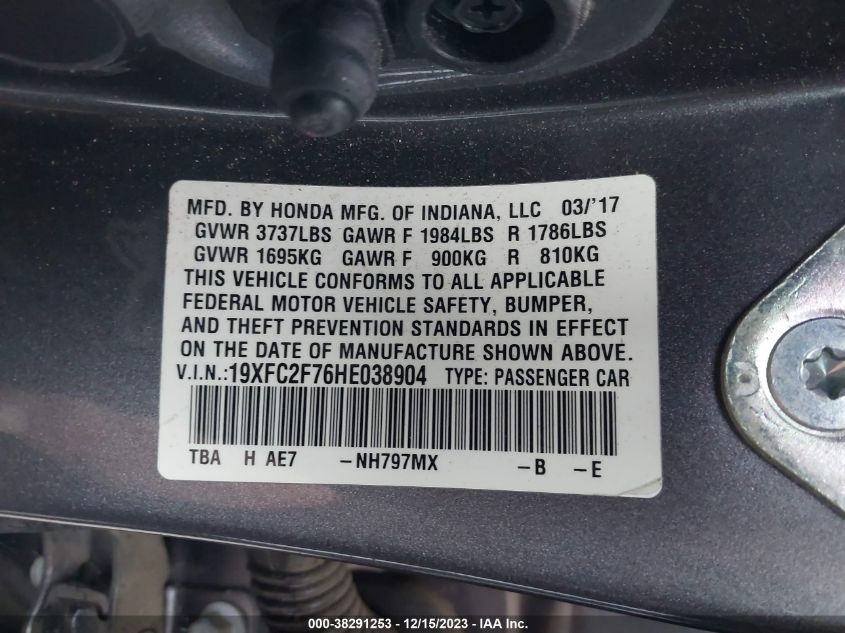 MFD. BY HONDA MFG. OF INDIANA, LLC 03/'17
GVWR 3737LBS GAWR F 1984LBS R 1786LBS
GVWR 1695KG GAWR F 900KG R 810KG
THIS VEHICLE CONFORMS TO ALL APPLICABLE
FEDERAL MOTOR VEHICLE SAFETY, BUMPER,
AND THEFT PREVENTION STANDARDS IN EFFECT
ON THE DATE OF MANUFACTURE SHOWN ABOVE.
V.I.N.:19XFC2F76HE038904 TYPE: PASSENGER CAR
TBA H AE7 -NH797MX -B -E
000-38291253 - 12/15/2023 - IAA Inc.